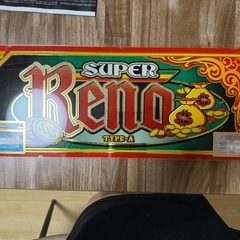 SUPER
Reno
TYPE-A
$
$